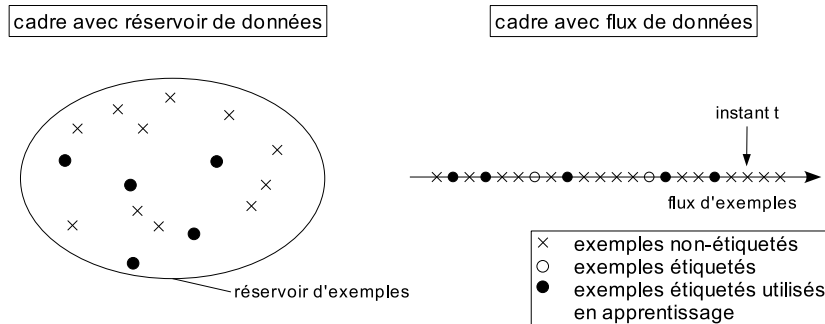 cadre avec réservoir de données
cadre avec flux de données
instant t
flux d'exemples
réservoir d'exemples
exemples non-étiquetés
exemples étiquetés
exemples étiquetés utilisés
en apprentissage